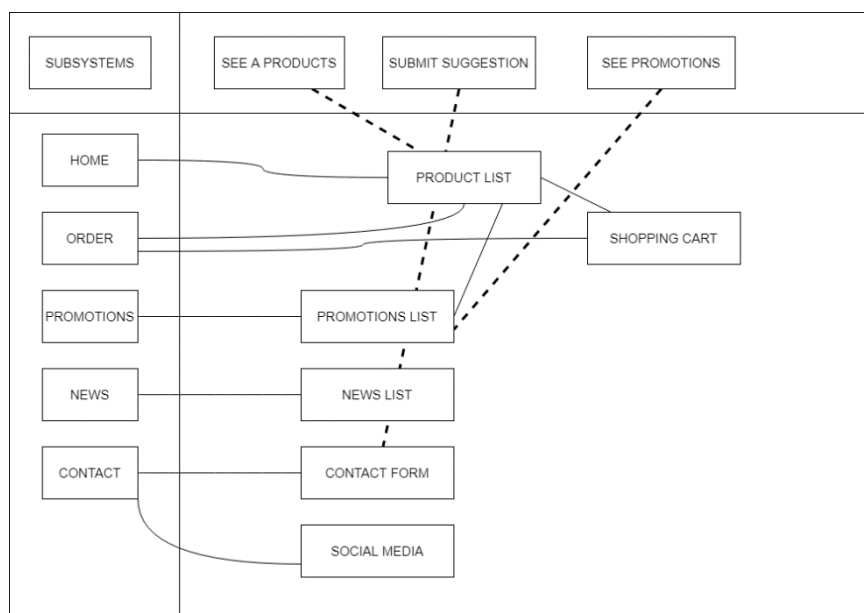 SUBSYSTEMS
SEE A PRODUCTS
SUBMIT SUGGESTION
SEE PROMOTIONS
HOME
PRODUCT LIST
ORDER
SHOPPING CART
PROMOTIONS
PROMOTIONS LIST
NEWS
NEWS LIST
CONTACT
CONTACT FORM
SOCIAL MEDIA